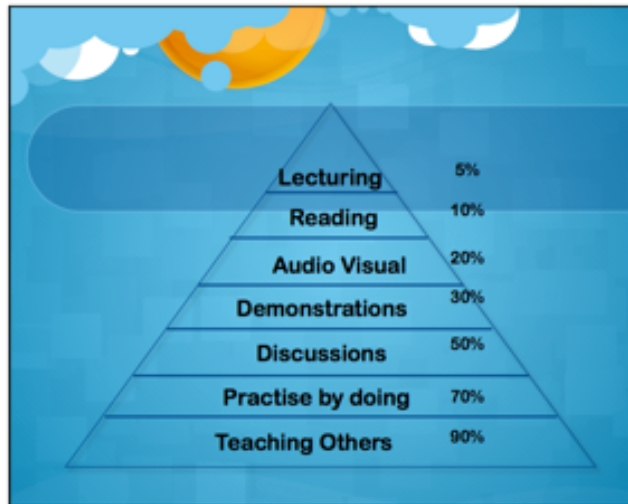 Lecturing 5%
Reading 10%
Audio Visual 20%
Demonstrations 30%
Discussions 50%
Practise by doing 70%
Teaching Others 90%